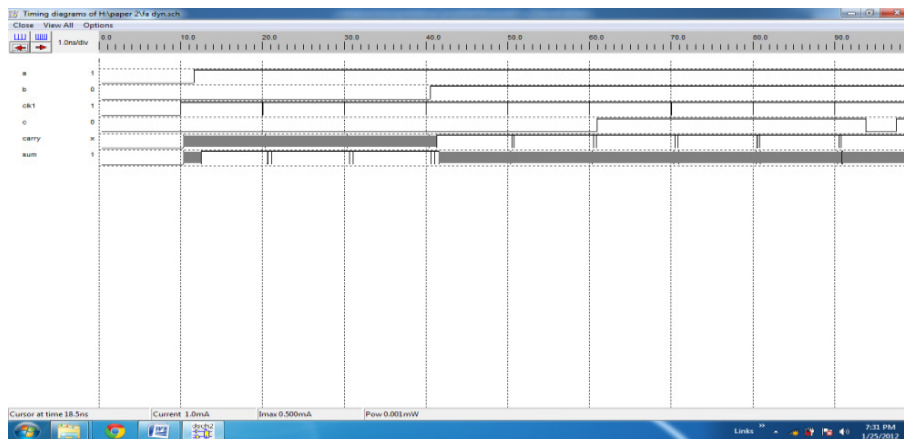 Timing diagrams of H:\paper 2\fa dyn.sch
Close View All Options
1.0ns/div 0.0 10.0 20.0 30.0 40.0 50.0 60.0 70.0 80.0 90.0
a 1
b 0
clk1 1
c 0
carry x
sum 1
Cursor at time 18.5ns Current 1.0mA Imax 0.500mA Pow 0.001mW
dsch2
Links » 7:31 PM
1/25/2012